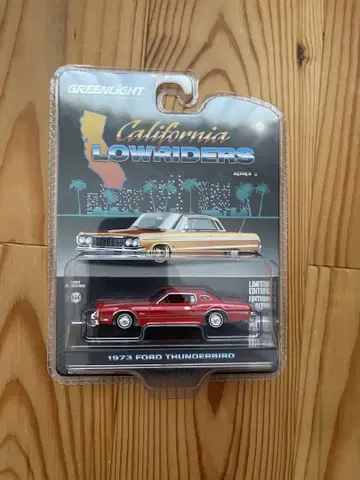 GREENLIGHT
California
LOWRIDERS
LIMITED
EDITION
1973 FORD THUNDERBIRD